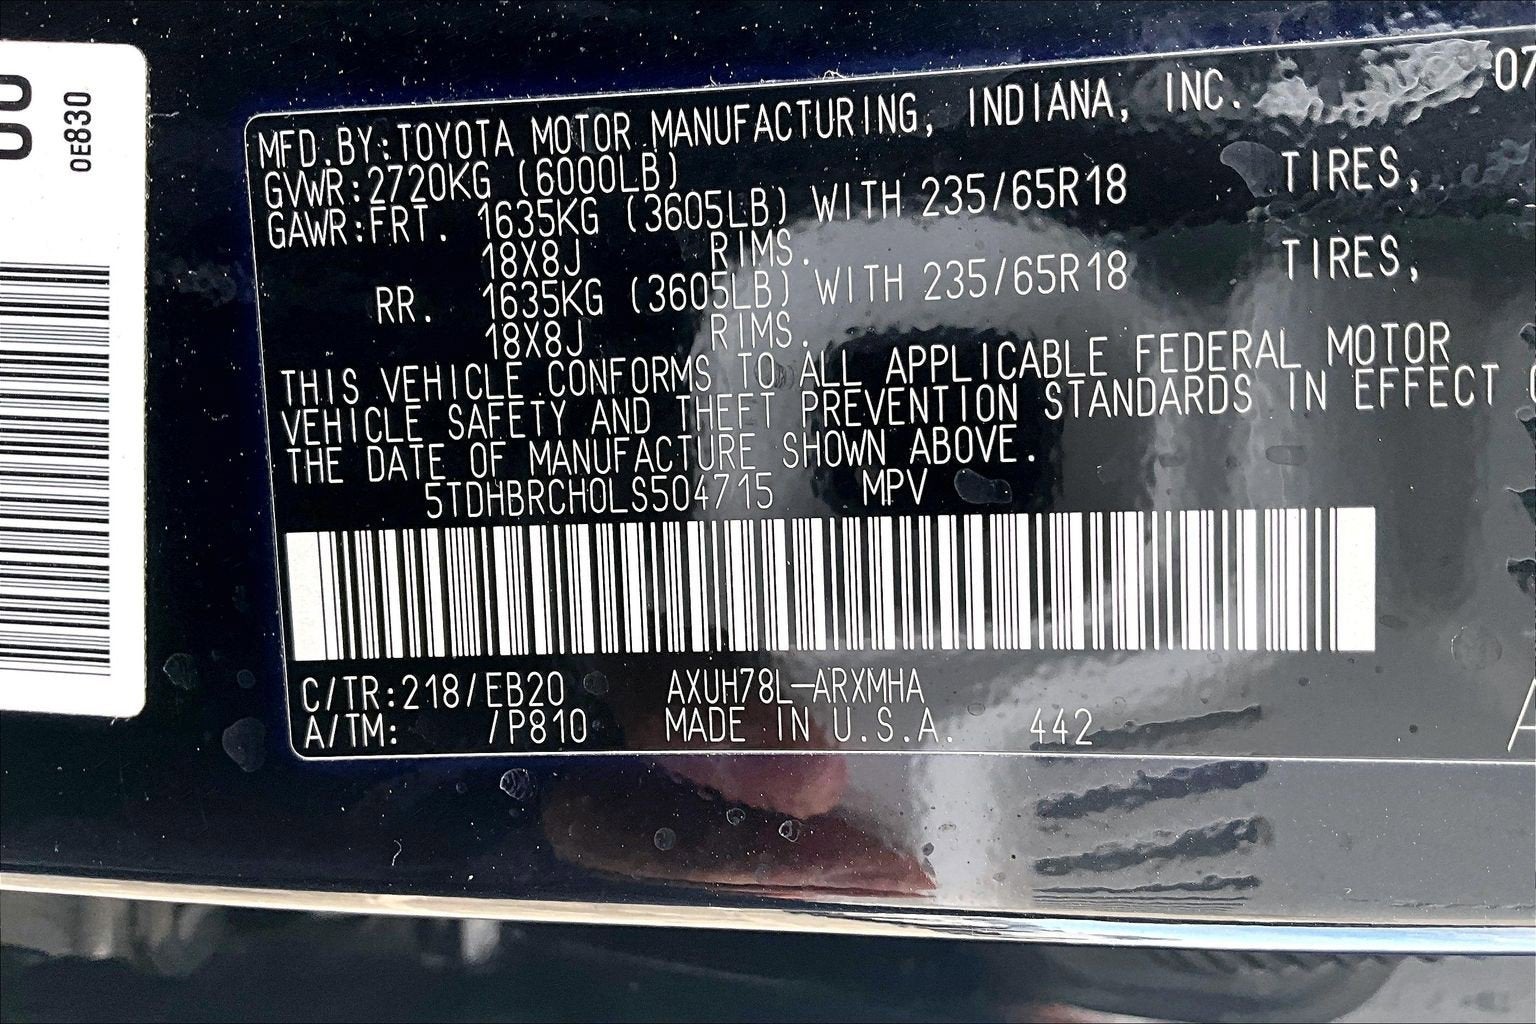 0E830
MFD.BY:TOYOTA MOTOR MANUFACTURING, INDIANA, INC. 07
GVWR:2720KG (6000LB)
GAWR:FRT. 1635KG (3605LB) WITH 235/65R18 TIRES,
18X8J RIMS.
RR. 1635KG (3605LB) WITH 235/65R18 TIRES,
18X8J RIMS.
THIS VEHICLE CONFORMS TO ALL APPLICABLE FEDERAL MOTOR
VEHICLE SAFETY AND THEFT PREVENTION STANDARDS IN EFFECT
THE DATE OF MANUFACTURE SHOWN ABOVE.
5TDHBRCH0LS504715 MPV
C/TR:218/EB20 AXUH78L-ARXMHA
A/TM: /P810 MADE IN U.S.A. 442